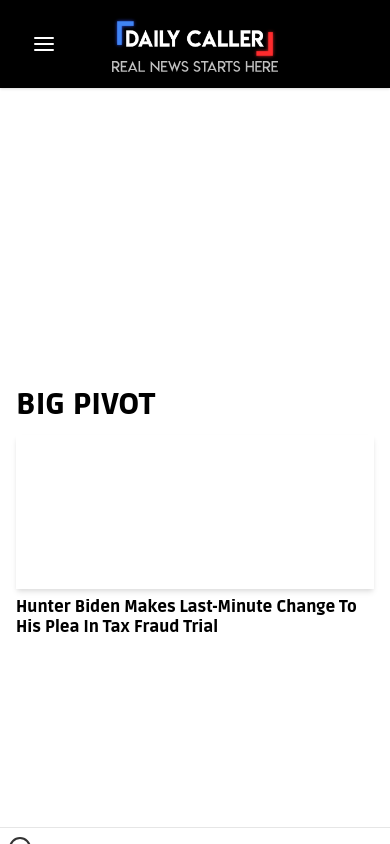 DAILY CALLER
REAL NEWS STARTS HERE
BIG PIVOT
Hunter Biden Makes Last-Minute Change To
His Plea In Tax Fraud Trial